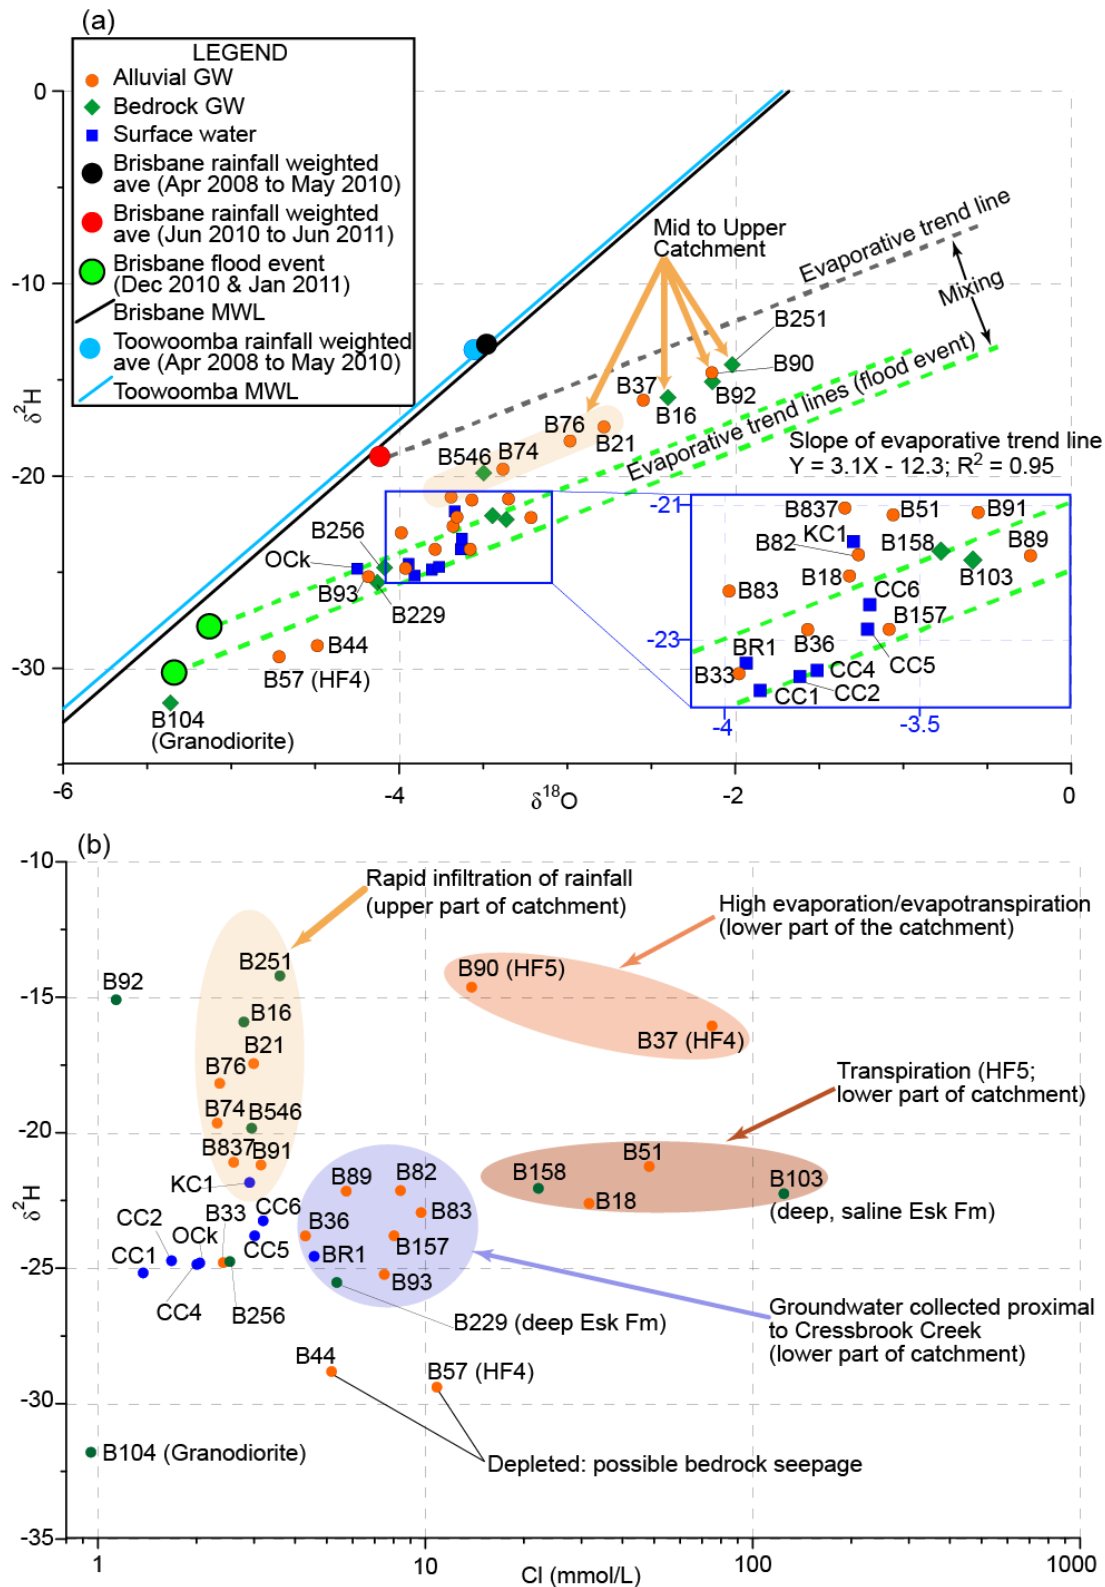 (a)
LEGEND
Alluvial GW
Bedrock GW
Surface water
Brisbane rainfall weighted
ave (Apr 2008 to May 2010)
Brisbane rainfall weighted
ave (Jun 2010 to Jun 2011)
Brisbane flood event
(Dec 2010 & Jan 2011)
Brisbane MWL
Toowoomba rainfall weighted
ave (Apr 2008 to May 2010)
Toowoomba MWL
0
-10
-20
-30
δ²H
-6
-4
-2
0
δ¹⁸O
Mid to Upper
Catchment
Evaporative trend line
Mixing
Evaporative trend lines (flood event)
Slope of evaporative trend line
Y = 3.1X - 12.3; R² = 0.95
B251
B90
B92
B37
B16
B76
B21
B546
B74
B256
OCk
B93
B229
B44
B57 (HF4)
B104
(Granodiorite)
-21
-23
-4
-3.5
B837
B51
B91
KC1
B82
B158
B89
B18
B103
B83
CC6
B157
B36
BR1
CC5
B33
CC4
CC1
CC2
(b)
-10
-15
-20
-25
-30
-35
δ²H
1
10
100
1000
Cl (mmol/L)
Rapid infiltration of rainfall
(upper part of catchment)
High evaporation/evapotranspiration
(lower part of the catchment)
B92
B251
B90 (HF5)
B16
B37 (HF4)
B21
B76
Transpiration (HF5;
lower part of catchment)
B74
B546
B837
B91
B51
KC1
B89
B82
B158
B103
(deep, saline Esk Fm)
CC2
B33
CC6
B36
B83
B18
OCk
CC1
CC5
BR1
B157
B93
CC4
B256
B229 (deep Esk Fm)
Groundwater collected proximal
to Cressbrook Creek
(lower part of catchment)
B44
B57 (HF4)
B104 (Granodiorite)
Depleted: possible bedrock seepage